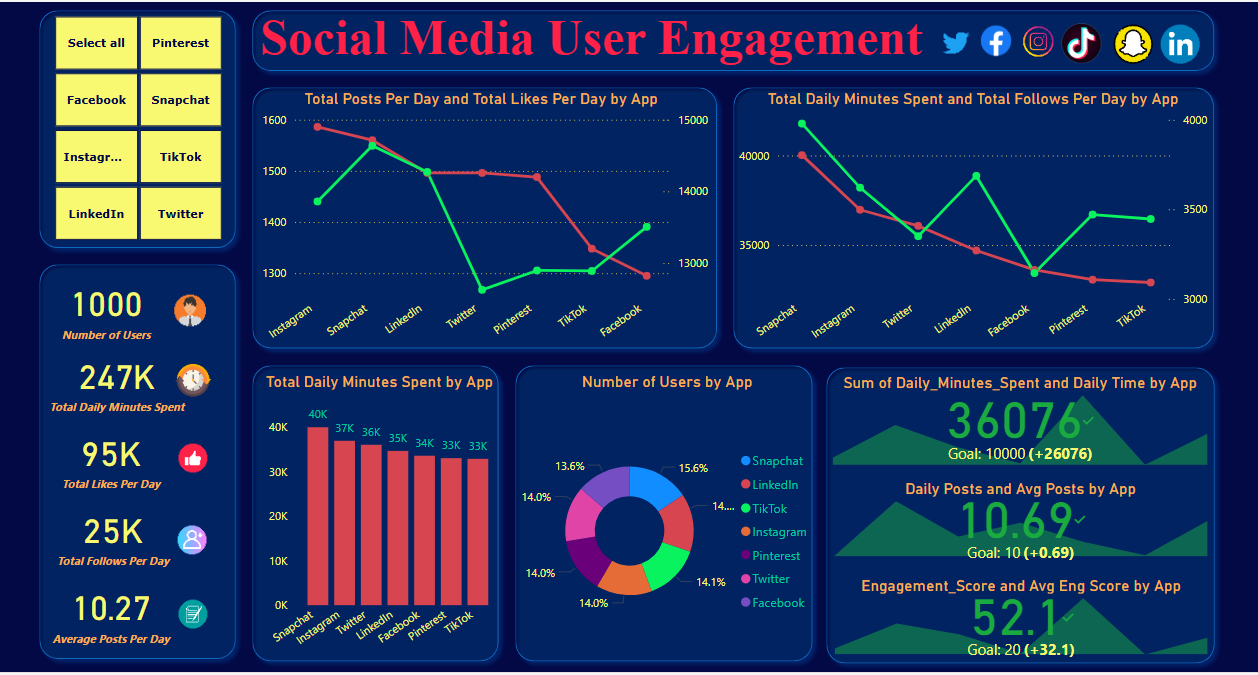 Select all
Pinterest
Facebook
Snapchat
Instagr...
TikTok
LinkedIn
Twitter
Social Media User Engagement
in
1000
Number of Users
247K
Total Daily Minutes Spent
95K
Total Likes Per Day
25K
Total Follows Per Day
10.27
Average Posts Per Day
Total Posts Per Day and Total Likes Per Day by App
1600
1500
1400
1300
15000
14000
13000
Instagram
Snapchat
LinkedIn
Twitter
Pinterest
TikTok
Facebook
Total Daily Minutes Spent and Total Follows Per Day by App
40000
35000
4000
3500
3000
Snapchat
Instagram
Twitter
LinkedIn
Facebook
Pinterest
TikTok
Total Daily Minutes Spent by App
40K
30K
20K
10K
0K
40K
37K
36K
35K
34K
33K
33K
Snapchat
Instagram
Twitter
LinkedIn
Facebook
Pinterest
TikTok
Number of Users by App
15.6%
14....
14.1%
14.0%
14.0%
14.0%
13.6%
Snapchat
LinkedIn
TikTok
Instagram
Pinterest
Twitter
Facebook
Sum of Daily_Minutes_Spent and Daily Time by App
36076
Goal: 10000 (+26076)
Daily Posts and Avg Posts by App
10.69
Goal: 10 (+0.69)
Engagement_Score and Avg Eng Score by App
52.1
Goal: 20 (+32.1)